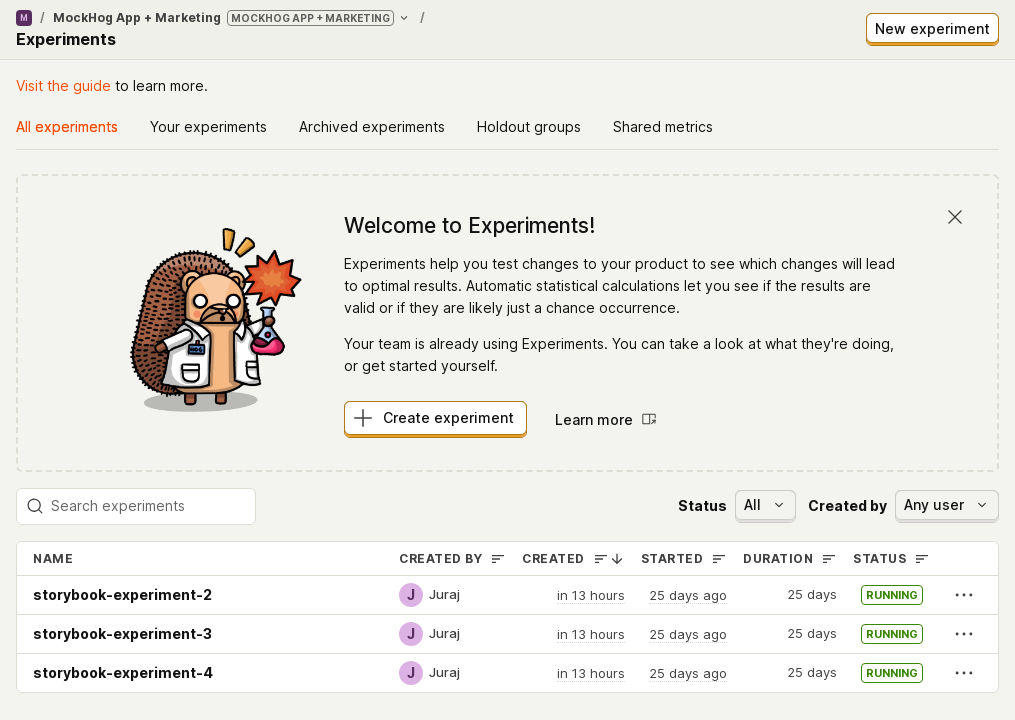 M / MockHog App + Marketing MOCKHOG APP + MARKETING /
Experiments
New experiment
Visit the guide to learn more.
All experiments Your experiments Archived experiments Holdout groups Shared metrics
Welcome to Experiments!
Experiments help you test changes to your product to see which changes will lead
to optimal results. Automatic statistical calculations let you see if the results are
valid or if they are likely just a chance occurrence.
Your team is already using Experiments. You can take a look at what they're doing,
or get started yourself.
Create experiment Learn more
Search experiments Status All Created by Any user
NAME CREATED BY CREATED STARTED DURATION STATUS
storybook-experiment-2 J Juraj in 13 hours 25 days ago 25 days RUNNING
storybook-experiment-3 J Juraj in 13 hours 25 days ago 25 days RUNNING
storybook-experiment-4 J Juraj in 13 hours 25 days ago 25 days RUNNING